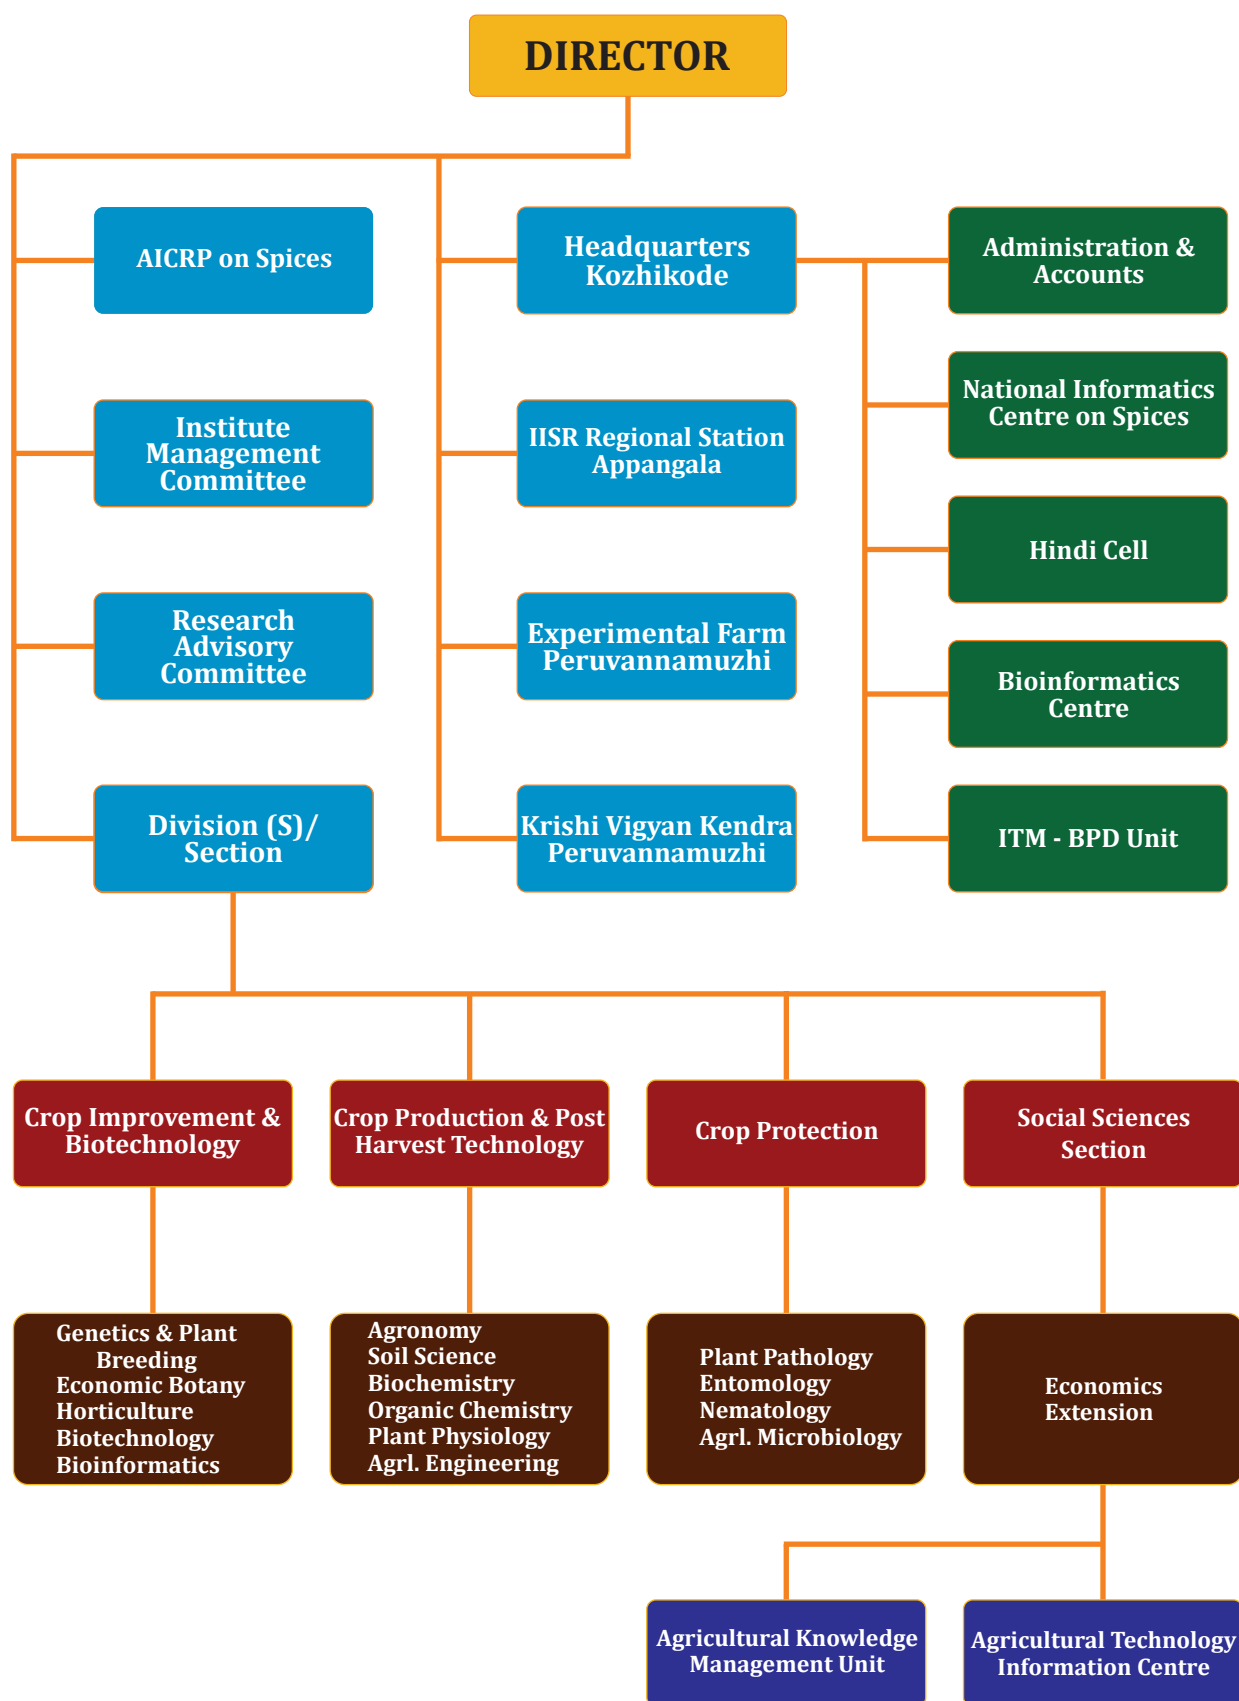 DIRECTOR
AICRP on Spices
Headquarters
Kozhikode
Administration &
Accounts
National Informatics
Centre on Spices
Institute
Management
Committee
IISR Regional Station
Appangala
Hindi Cell
Research
Advisory
Committee
Experimental Farm
Peruvannamuzhi
Bioinformatics
Centre
Division (S)/
Section
Krishi Vigyan Kendra
Peruvannamuzhi
ITM - BPD Unit
Crop Improvement &
Biotechnology
Crop Production & Post
Harvest Technology
Crop Protection
Social Sciences
Section
Genetics & Plant
Breeding
Economic Botany
Horticulture
Biotechnology
Bioinformatics
Agronomy
Soil Science
Biochemistry
Organic Chemistry
Plant Physiology
Agrl. Engineering
Plant Pathology
Entomology
Nematology
Agrl. Microbiology
Economics
Extension
Agricultural Knowledge
Management Unit
Agricultural Technology
Information Centre